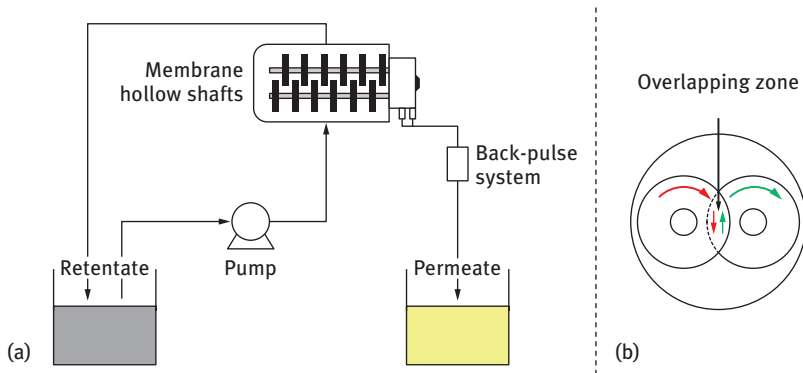 Membrane
hollow shafts
Overlapping zone
Back-pulse
system
Retentate
Pump
Permeate
(a)
(b)